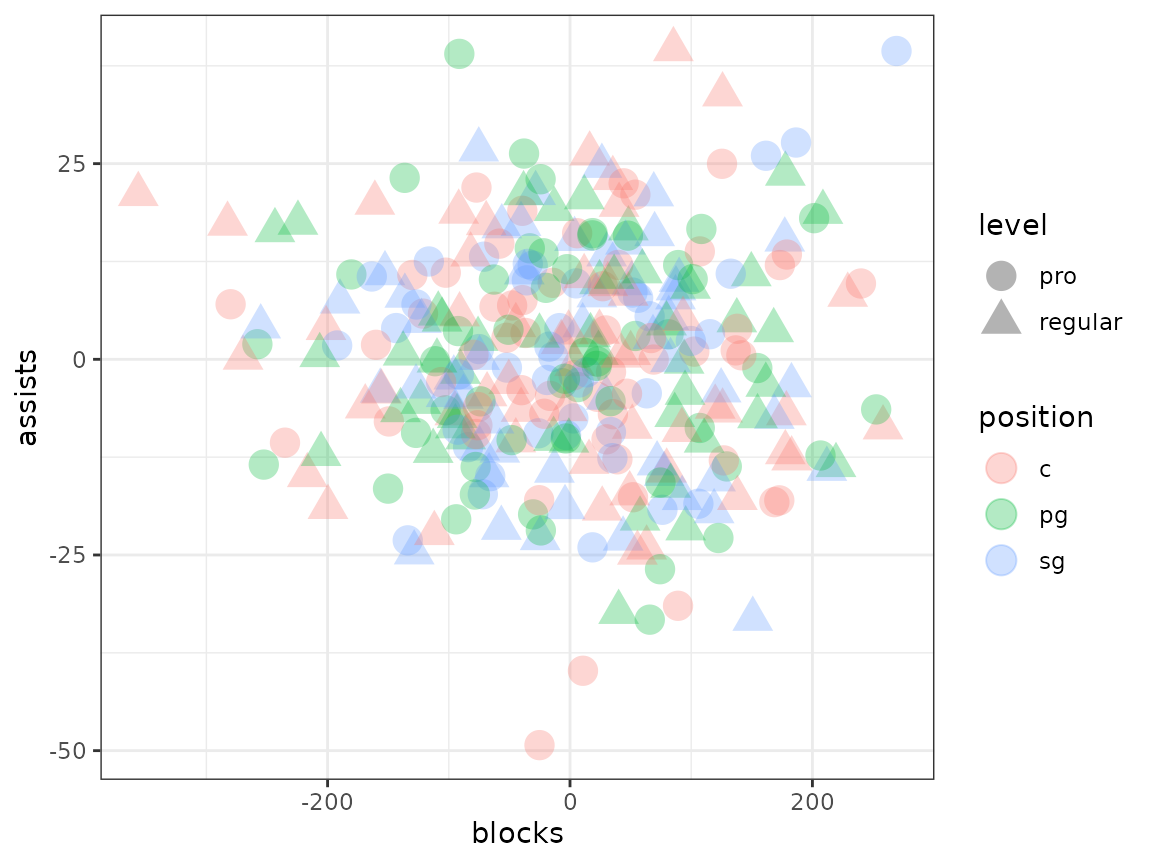 25
0
-25
-50
-200 0 200
blocks
assists
level
pro
regular
position
c
pg
sg